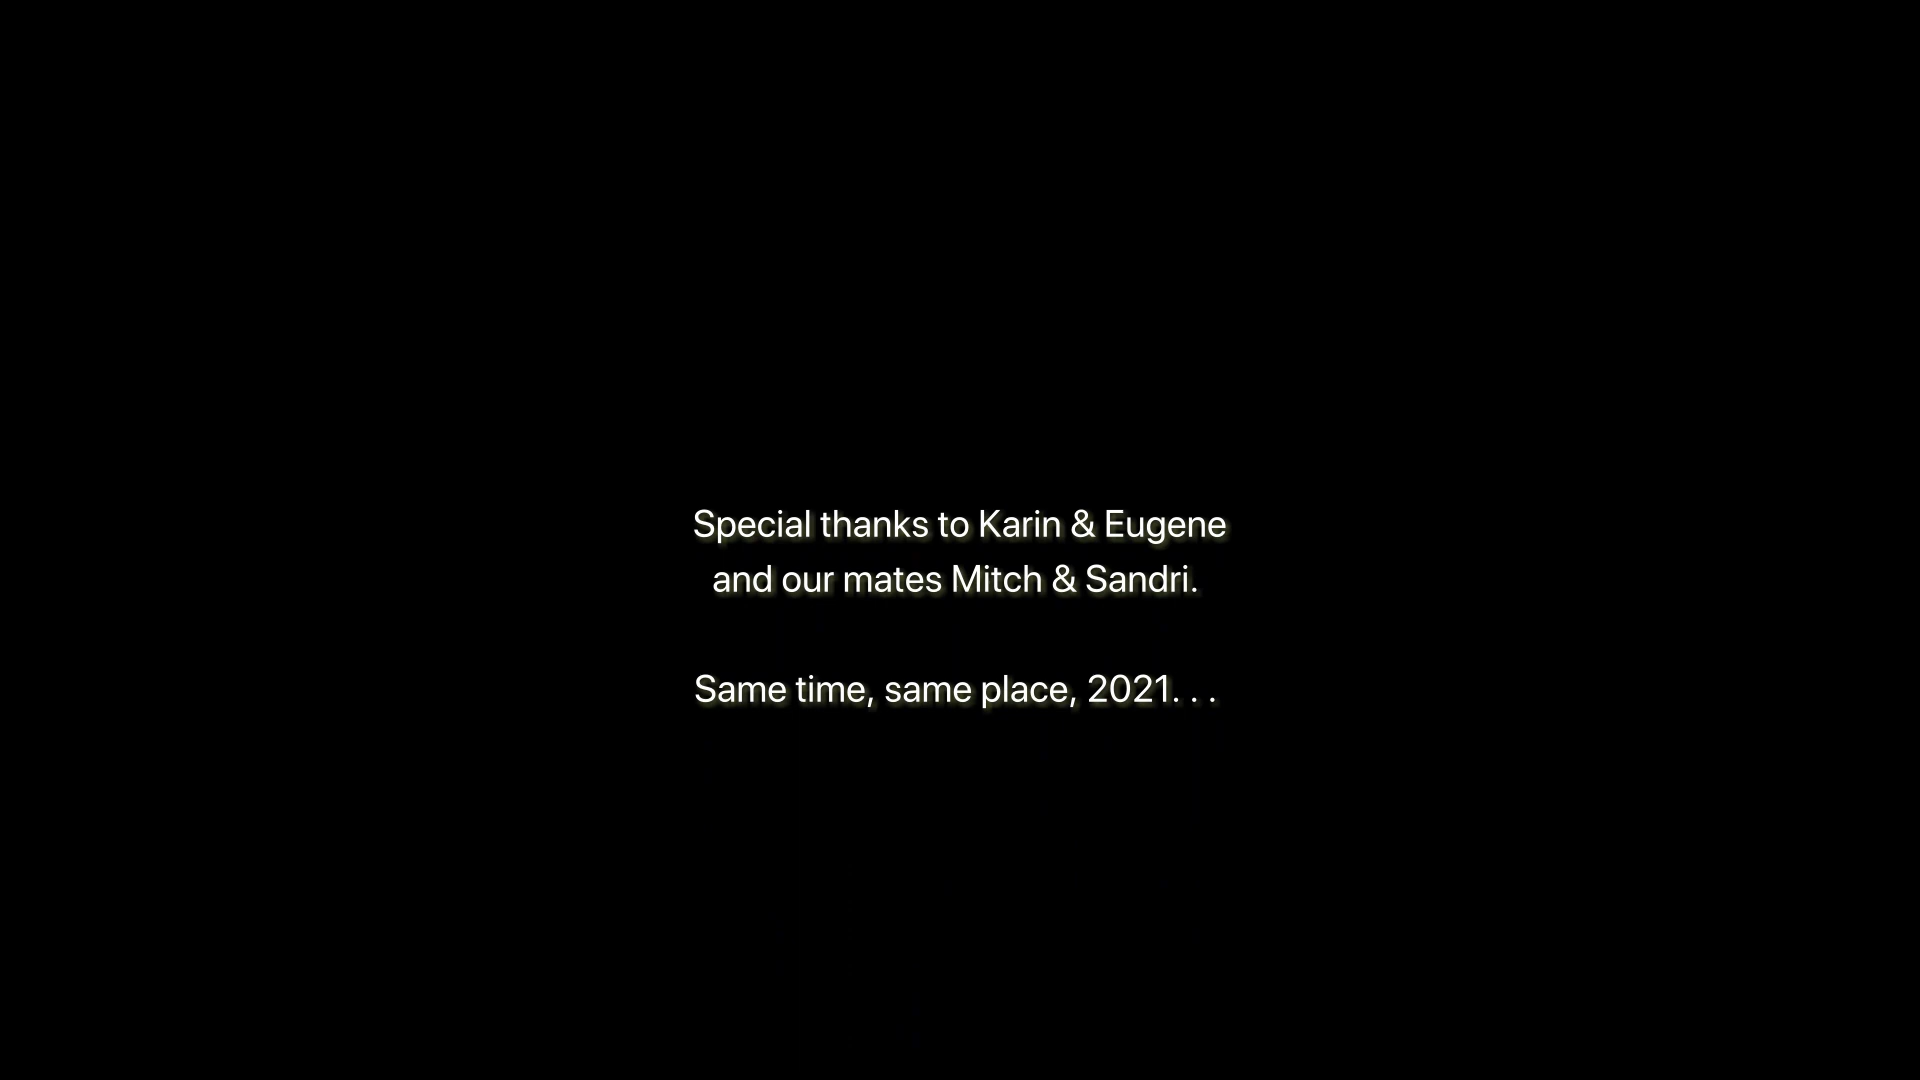 Special thanks to Karin & Eugene
and our mates Mitch & Sandri.
Same time, same place, 2021. . .